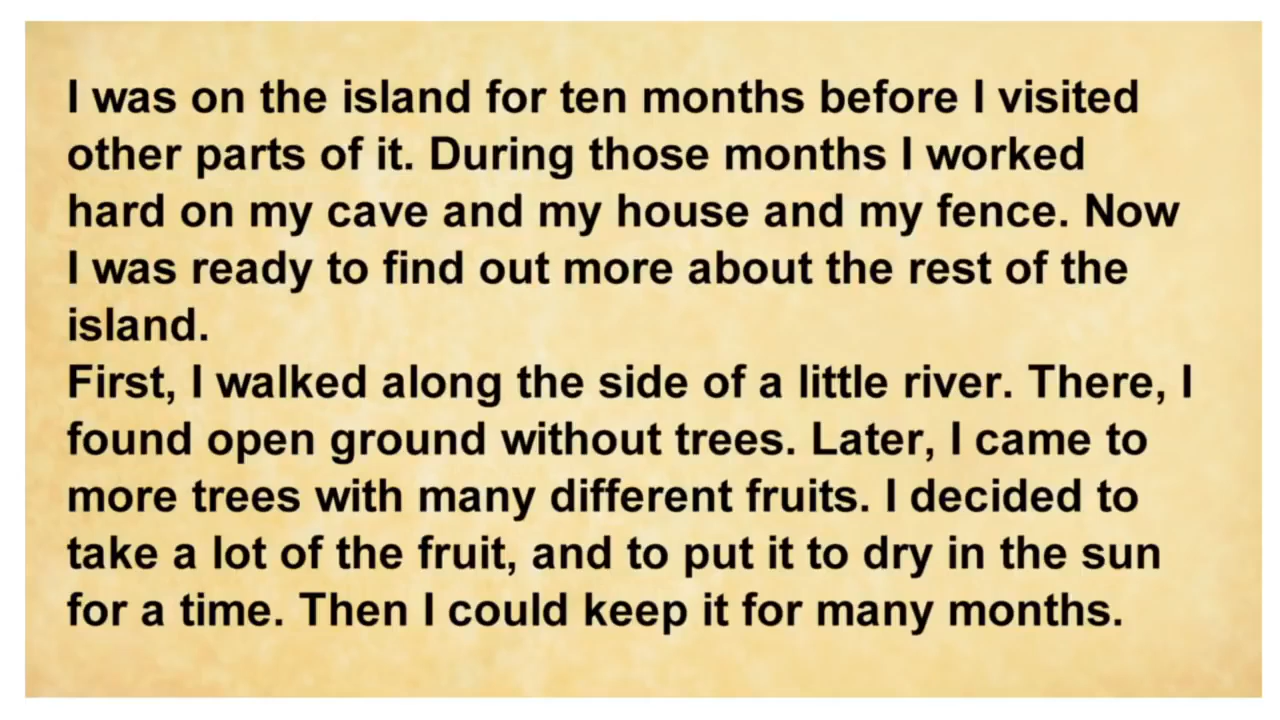 I was on the island for ten months before I visited
other parts of it. During those months I worked
hard on my cave and my house and my fence. Now
I was ready to find out more about the rest of the
island.
First, I walked along the side of a little river. There, I
found open ground without trees. Later, I came to
more trees with many different fruits. I decided to
take a lot of the fruit, and to put it to dry in the sun
for a time. Then I could keep it for many months.